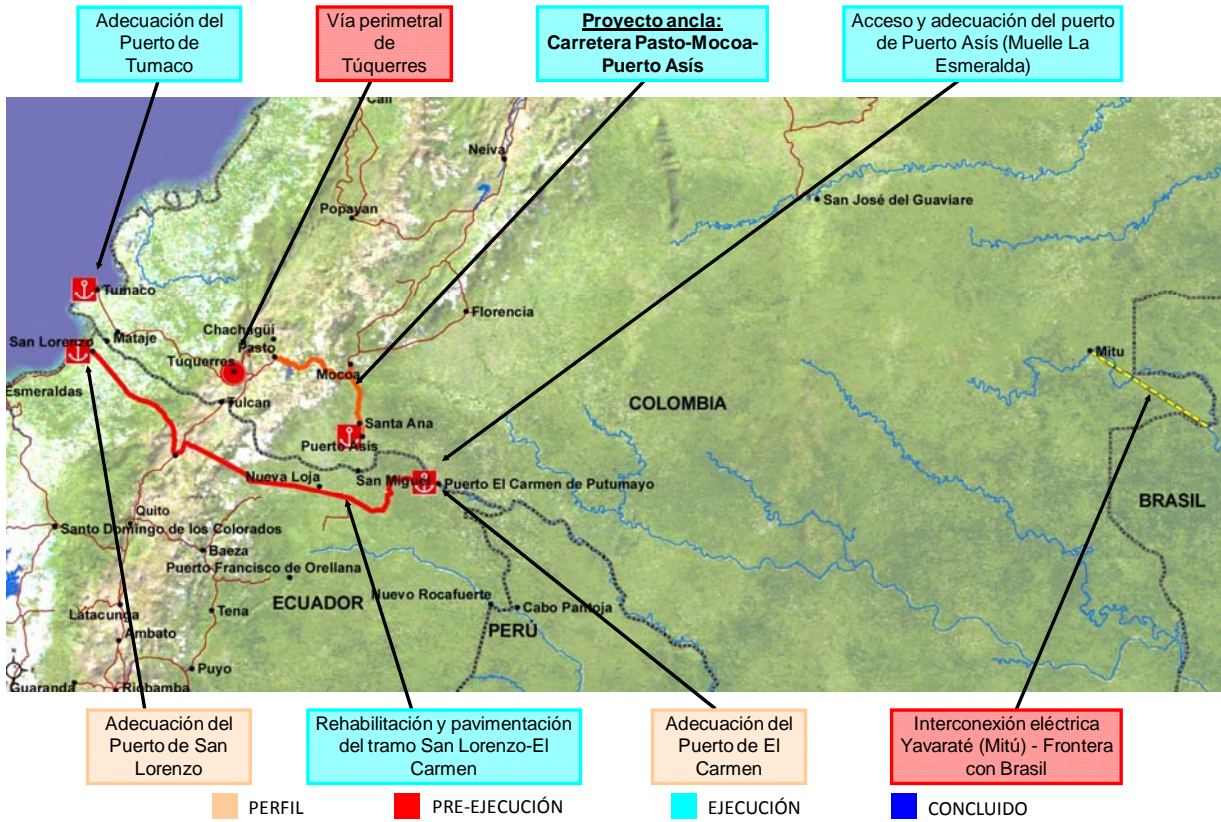 Adecuación del
Puerto de
Tumaco
Vía perimetral
de
Túquerres
Proyecto ancla:
Carretera Pasto-Mocoa-
Puerto Asís
Acceso y adecuación del puerto
de Puerto Asís (Muelle La
Esmeralda)
Cali
Neiva
Popayan
San José del Guaviare
Tumaco
Florencia
Mataje
Chachagüi
San Lorenzo
Pasto
Túquerres
Mocoa
Mitu
Esmeraldas
Tulcan
COLOMBIA
Santa Ana
Puerto Asís
Nueva Loja
San Miguel
Puerto El Carmen de Putumayo
BRASIL
Quito
Santo Domingo de los Colorados
Baeza
Puerto Francisco de Orellana
Nuevo Rocafuerte
Cabo Pantoja
ECUADOR
Tena
Latacunga
PERÚ
Ambato
Puyo
Guaranda
Riobamba
Adecuación del
Puerto de San
Lorenzo
Rehabilitación y pavimentación
del tramo San Lorenzo-El
Carmen
Adecuación del
Puerto de El
Carmen
Interconexión eléctrica
Yavaraté (Mitú) - Frontera
con Brasil
PERFIL
PRE-EJECUCIÓN
EJECUCIÓN
CONCLUIDO